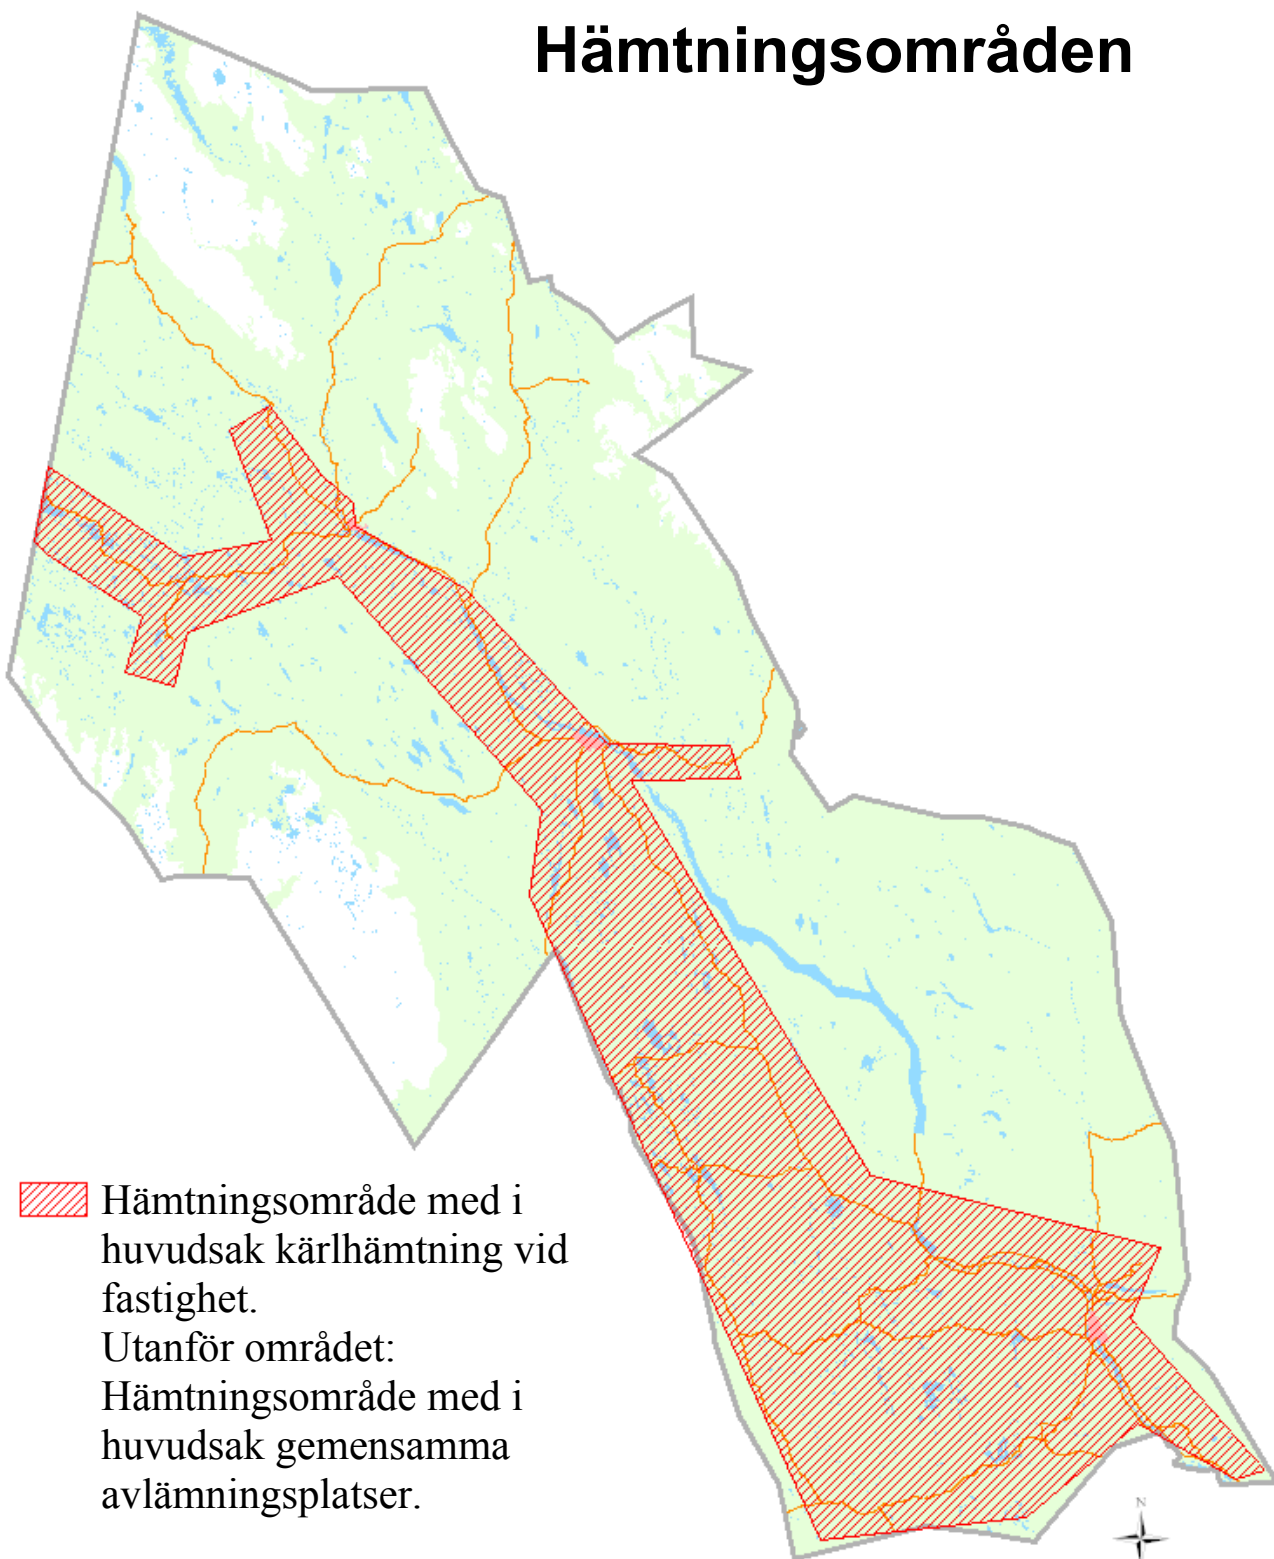 Hämtningsområden
Hämtningsområde med i
huvudsak kärlhämtning vid
fastighet.
Utanför området:
Hämtningsområde med i
huvudsak gemensamma
avlämningsplatser.
N